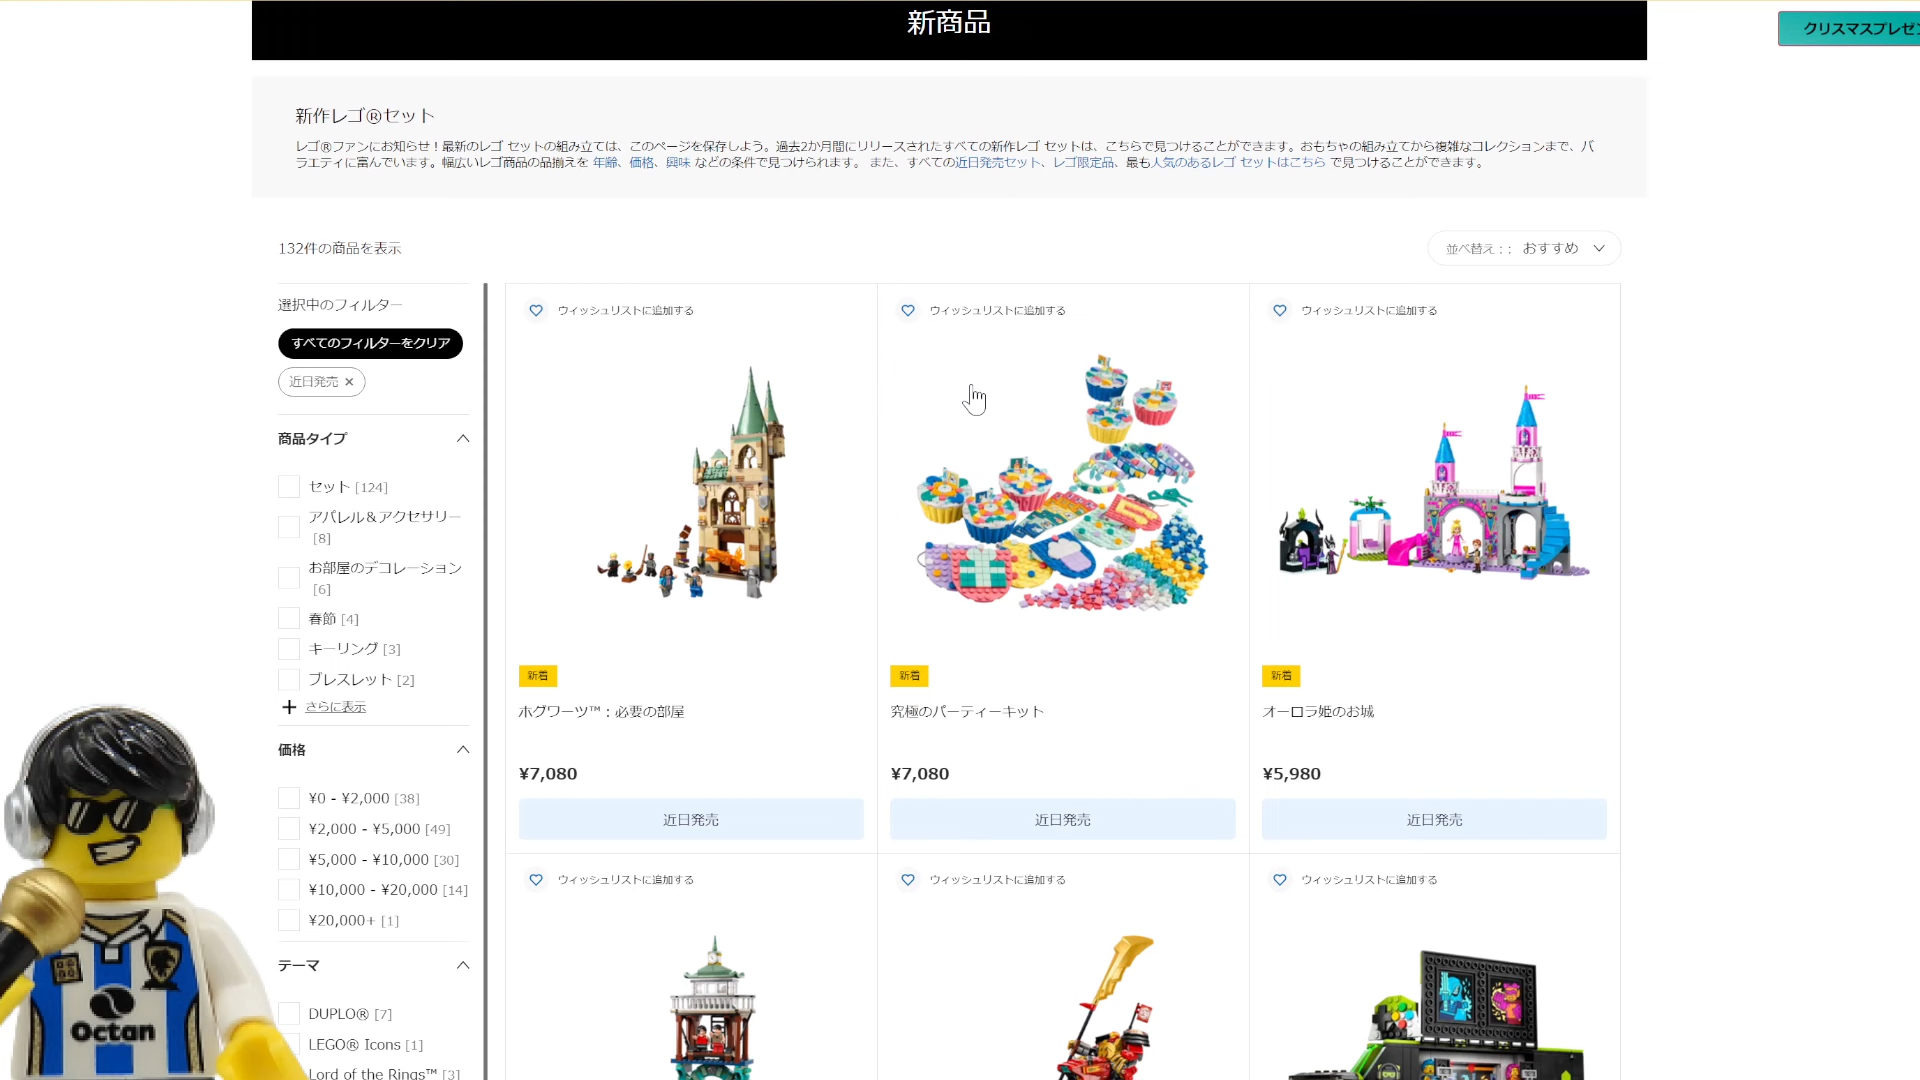 新商品
クリスマスプレゼン
新作レゴ®セット
レゴ®ファンにお知らせ！最新のレゴ セットの組み立ては、このページを保存しよう。過去2か月間にリリースされたすべての新作レゴ セットは、こちらで見つけることができます。おもちゃの組み立てから複雑なコレクションまで、バ
ラエティに富んでいます。幅広いレゴ商品の品揃えを 年齢、価格、興味 などの条件で見つけられます。 また、すべての近日発売セット、レゴ限定品、最も人気のあるレゴ セットはこちら で見つけることができます。
132件の商品を表示
並べ替え：: おすすめ
選択中のフィルター
すべてのフィルターをクリア
近日発売 ×
商品タイプ
セット [124]
アパレル＆アクセサリー
[8]
お部屋のデコレーション
[6]
春節 [4]
キーリング [3]
ブレスレット [2]
さらに表示
価格
¥0 - ¥2,000 [38]
¥2,000 - ¥5,000 [49]
¥5,000 - ¥10,000 [30]
¥10,000 - ¥20,000 [14]
¥20,000+ [1]
テーマ
DUPLO® [7]
LEGO® Icons [1]
Lord of the Rings™ [3]
ウィッシュリストに追加する
ウィッシュリストに追加する
ウィッシュリストに追加する
新着
新着
新着
ホグワーツ™：必要の部屋
究極のパーティーキット
オーロラ姫のお城
¥7,080
¥7,080
¥5,980
近日発売
近日発売
近日発売
ウィッシュリストに追加する
ウィッシュリストに追加する
ウィッシュリストに追加する
Octan